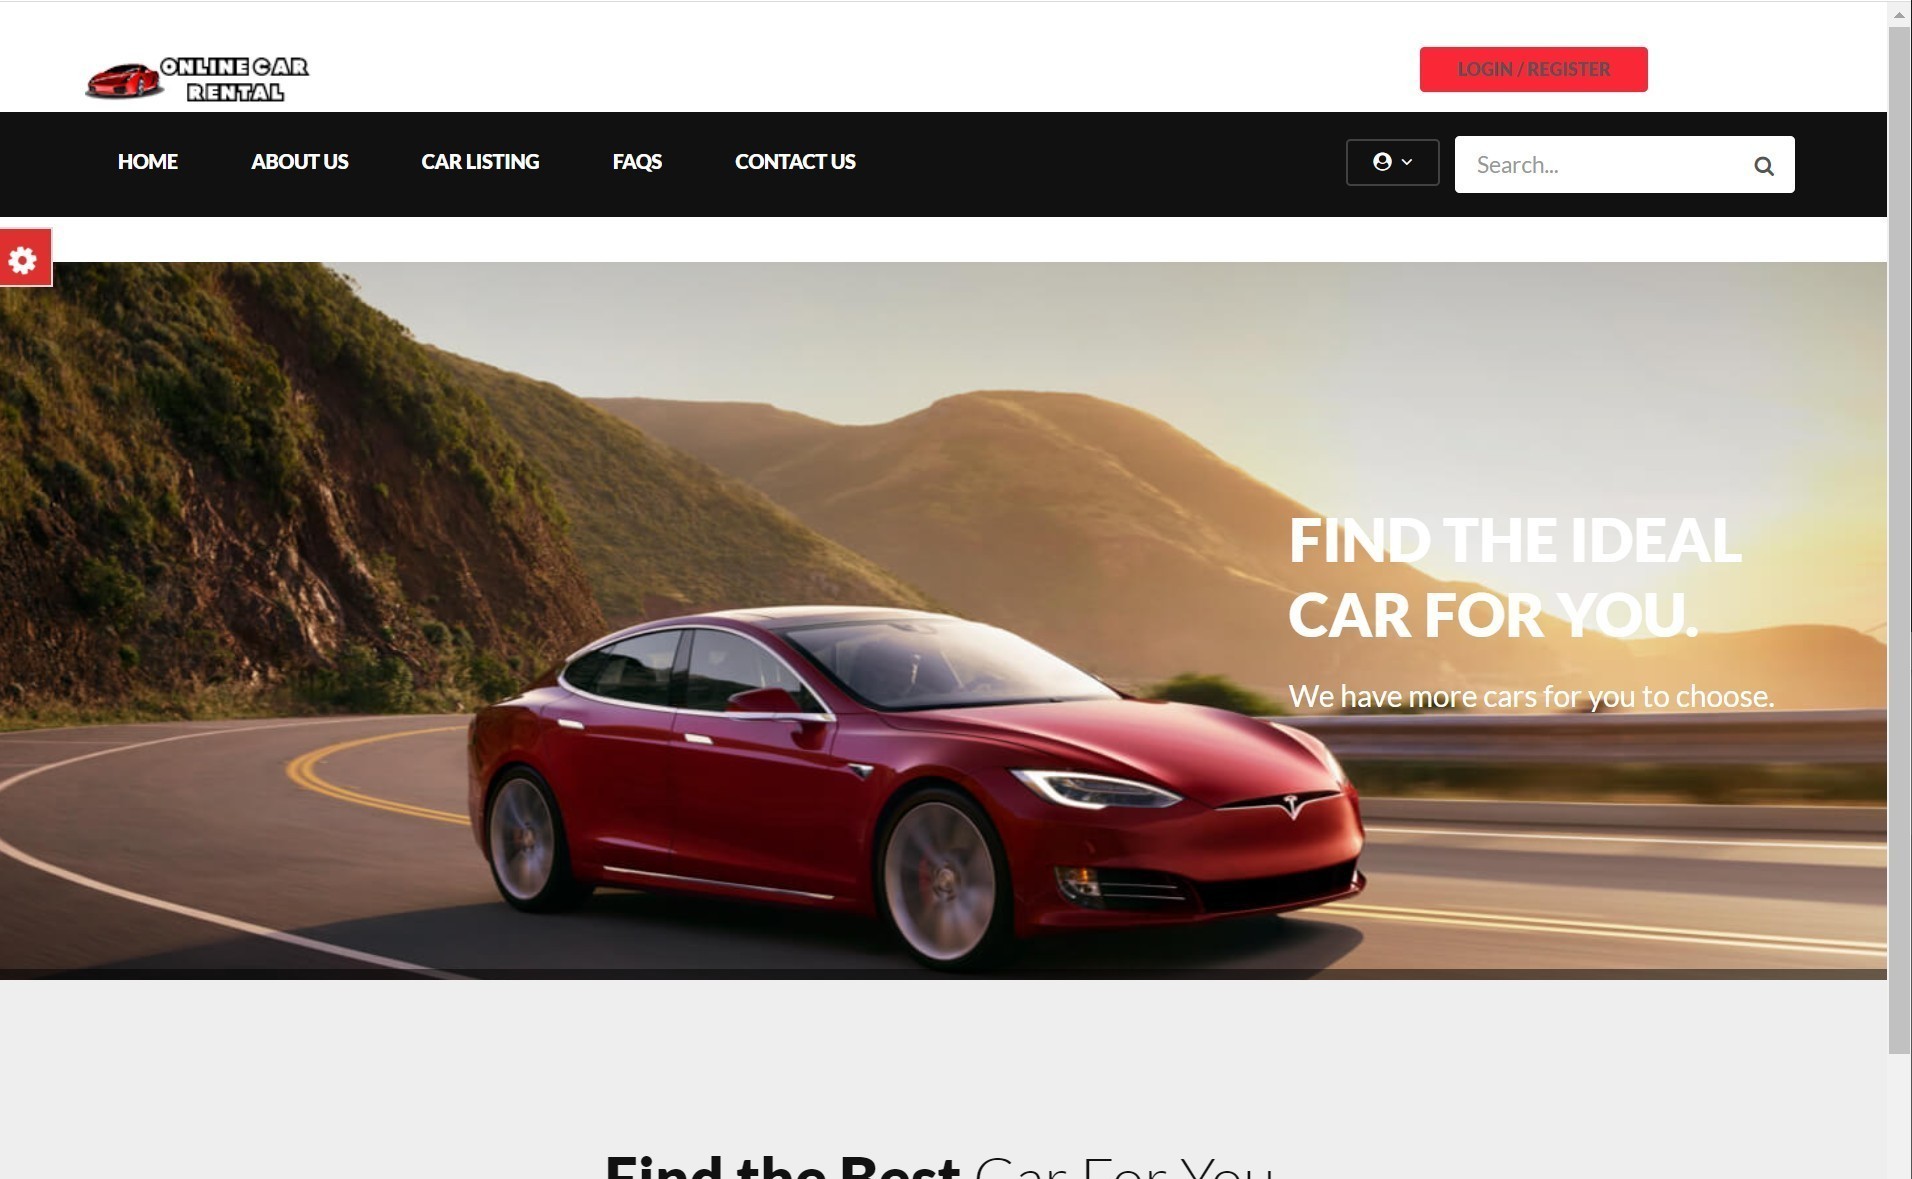 ONLINE CAR
RENTAL
LOGIN / REGISTER
HOME ABOUT US CAR LISTING FAQS CONTACT US
Search...
FIND THE IDEAL
CAR FOR YOU.
We have more cars for you to choose.
Find the Best Car For You